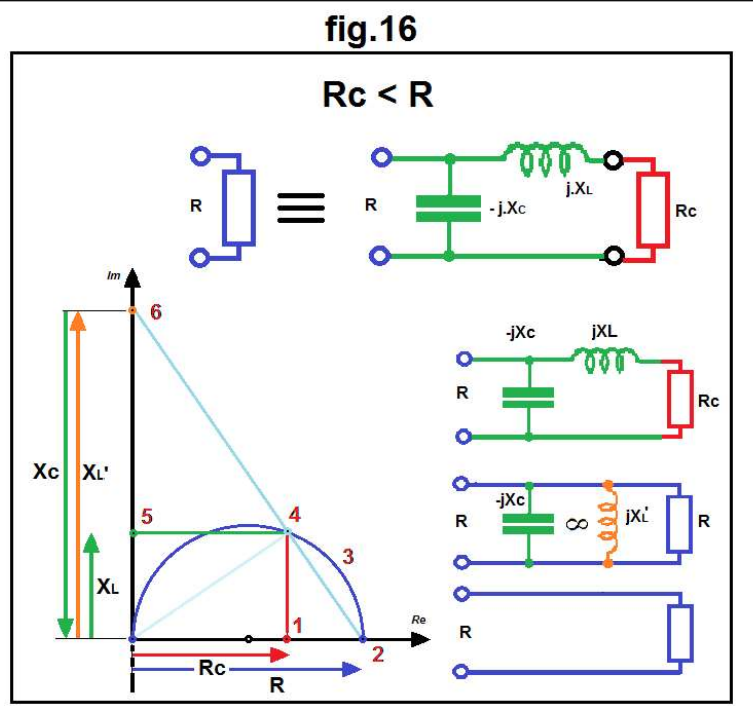 fig.16
Rc < R
R
≡
R
- j.Xc
j.XL
Rc
Im
6
-jXc
jXL
R
Rc
Xc
XL'
5
4
-jXc
∞
jXL'
R
R
3
XL
1
Re
2
R
Rc
R